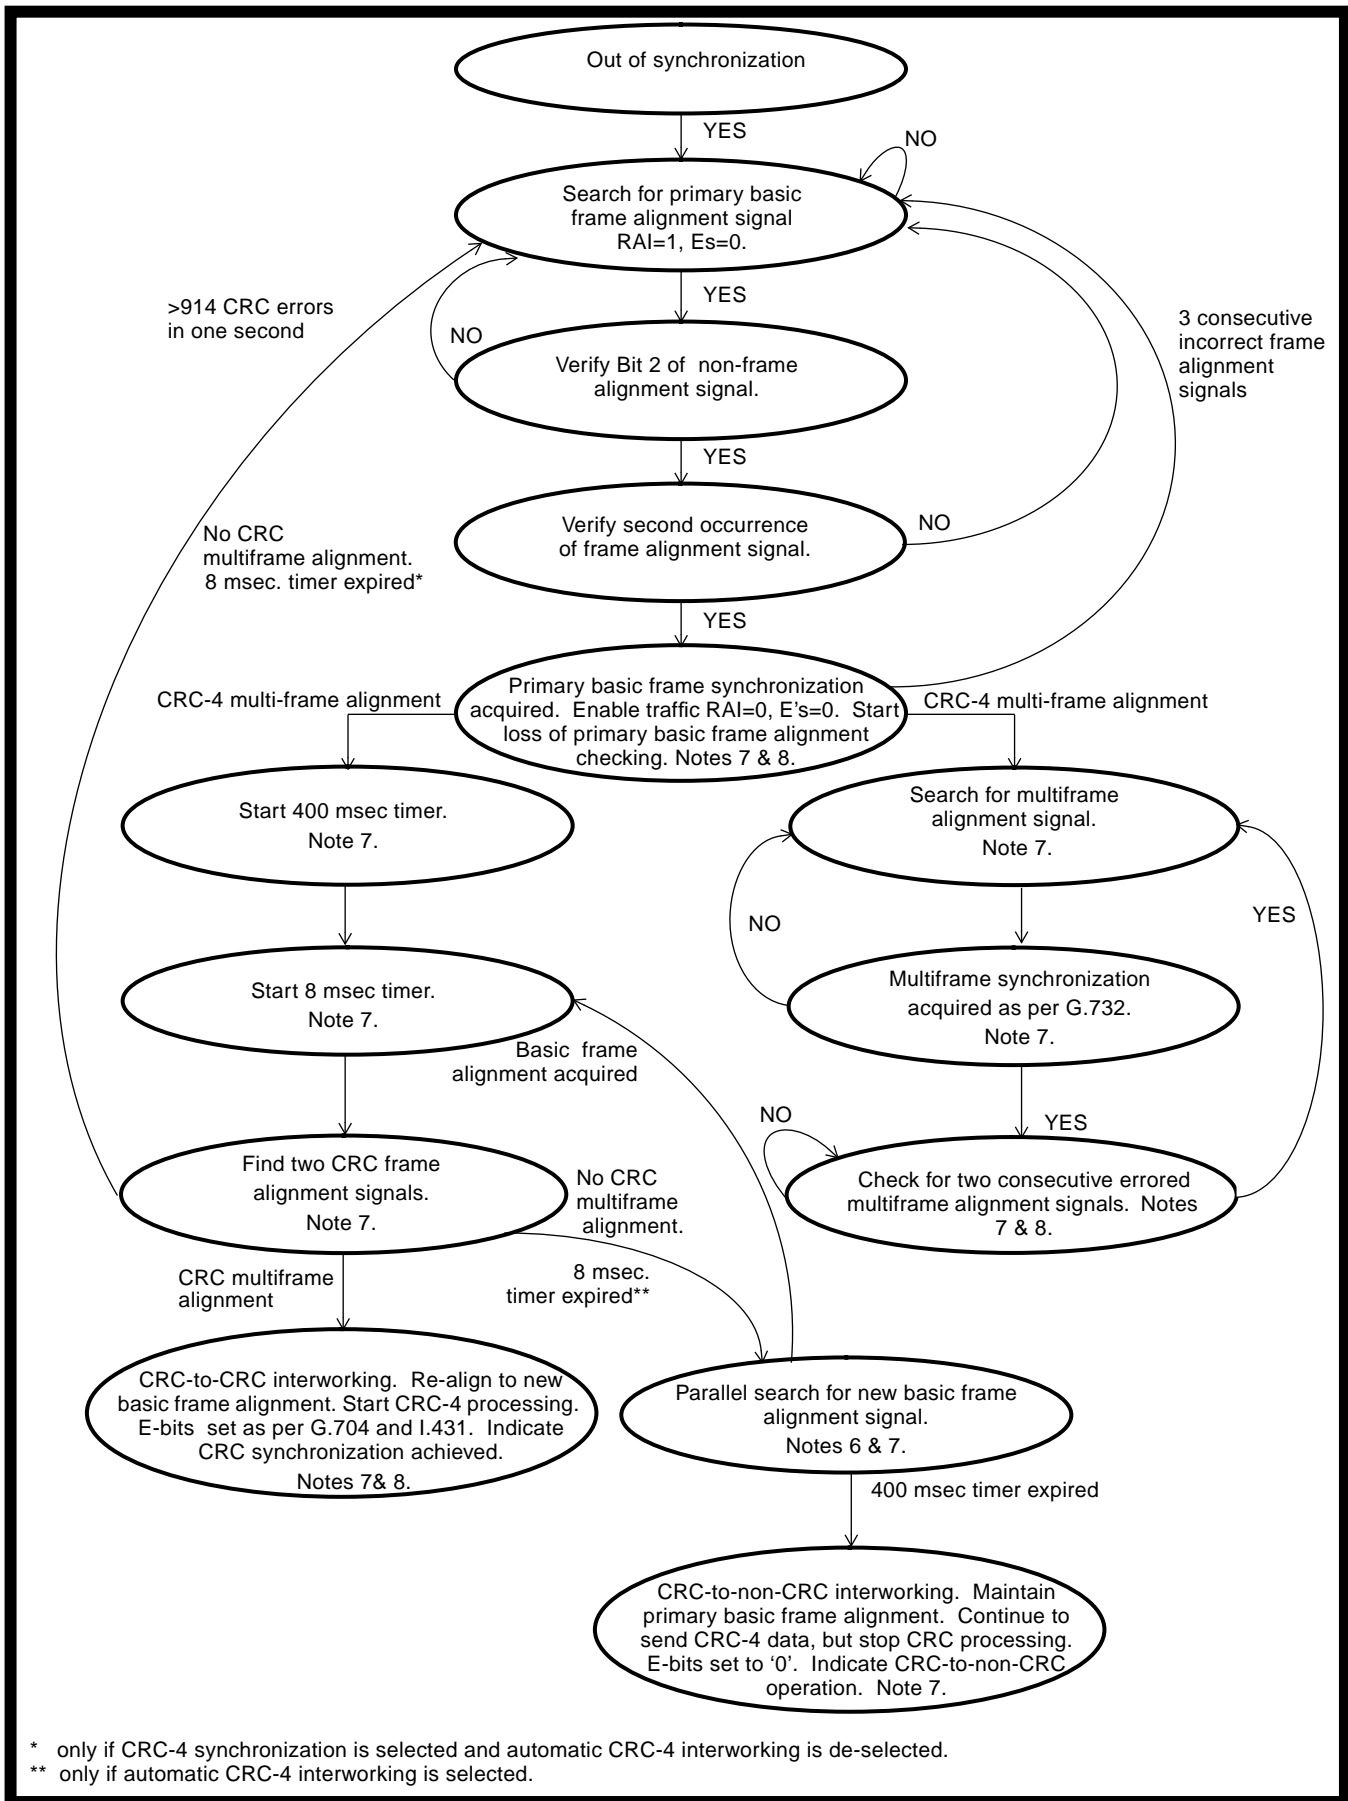 Out of synchronization
YES
NO
Search for primary basic
frame alignment signal
RAI=1, Es=0.
YES
>914 CRC errors
in one second
NO
3 consecutive
incorrect frame
alignment
signals
Verify Bit 2 of non-frame
alignment signal.
YES
No CRC
multiframe alignment.
8 msec. timer expired*
Verify second occurrence
of frame alignment signal.
NO
YES
CRC-4 multi-frame alignment
Primary basic frame synchronization
acquired. Enable traffic RAI=0, E's=0. Start
loss of primary basic frame alignment
checking. Notes 7 & 8.
CRC-4 multi-frame alignment
Start 400 msec timer.
Note 7.
Search for multiframe
alignment signal.
Note 7.
NO
YES
Start 8 msec timer.
Note 7.
Multiframe synchronization
acquired as per G.732.
Note 7.
Basic frame
alignment acquired
NO
YES
Find two CRC frame
alignment signals.
Note 7.
No CRC
multiframe
alignment.
Check for two consecutive errored
multiframe alignment signals. Notes
7 & 8.
CRC multiframe
alignment
8 msec.
timer expired**
CRC-to-CRC interworking. Re-align to new
basic frame alignment. Start CRC-4 processing.
E-bits set as per G.704 and I.431. Indicate
CRC synchronization achieved.
Notes 7& 8.
Parallel search for new basic frame
alignment signal.
Notes 6 & 7.
400 msec timer expired
CRC-to-non-CRC interworking. Maintain
primary basic frame alignment. Continue to
send CRC-4 data, but stop CRC processing.
E-bits set to ‘0’. Indicate CRC-to-non-CRC
operation. Note 7.
* only if CRC-4 synchronization is selected and automatic CRC-4 interworking is de-selected.
** only if automatic CRC-4 interworking is selected.